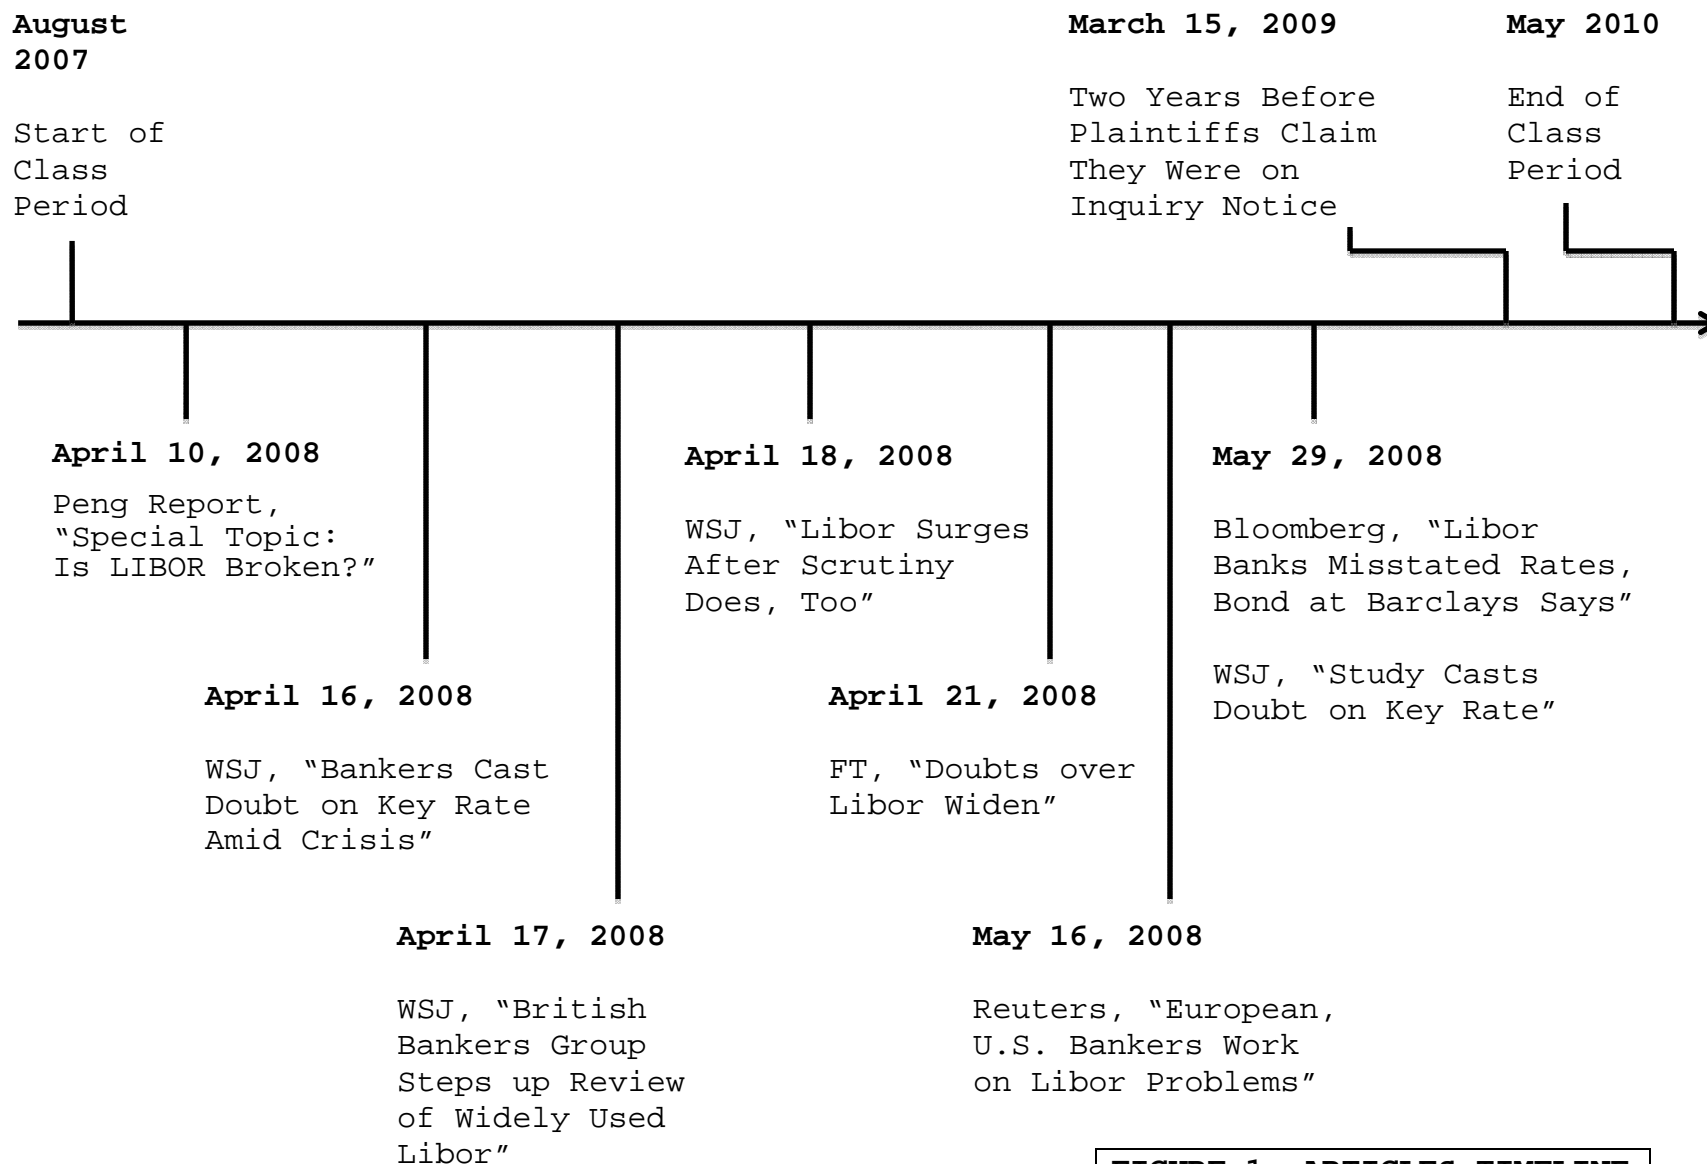 August
2007
Start of
Class
Period
March 15, 2009
Two Years Before
Plaintiffs Claim
They Were on
Inquiry Notice
May 2010
End of
Class
Period
April 10, 2008
Peng Report,
“Special Topic:
Is LIBOR Broken?”
April 16, 2008
WSJ, “Bankers Cast
Doubt on Key Rate
Amid Crisis”
April 17, 2008
WSJ, “British
Bankers Group
Steps up Review
of Widely Used
Libor”
April 18, 2008
WSJ, “Libor Surges
After Scrutiny
Does, Too”
April 21, 2008
FT, “Doubts over
Libor Widen”
May 16, 2008
Reuters, “European,
U.S. Bankers Work
on Libor Problems”
May 29, 2008
Bloomberg, “Libor
Banks Misstated Rates,
Bond at Barclays Says”
WSJ, “Study Casts
Doubt on Key Rate”
FIGURE 1. ARTICLES TIMELINE